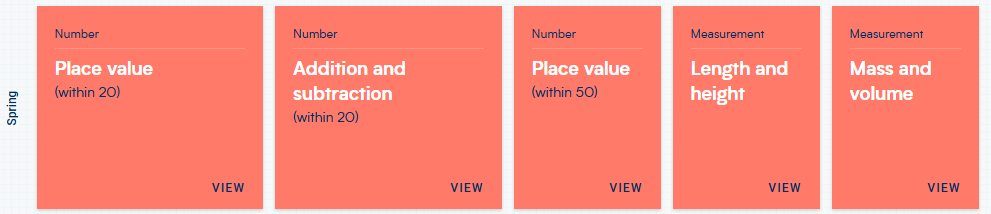 Spring
Number
Place value
(within 20)
VIEW
Number
Addition and
subtraction
(within 20)
VIEW
Number
Place value
(within 50)
VIEW
Measurement
Length and
height
VIEW
Measurement
Mass and
volume
VIEW